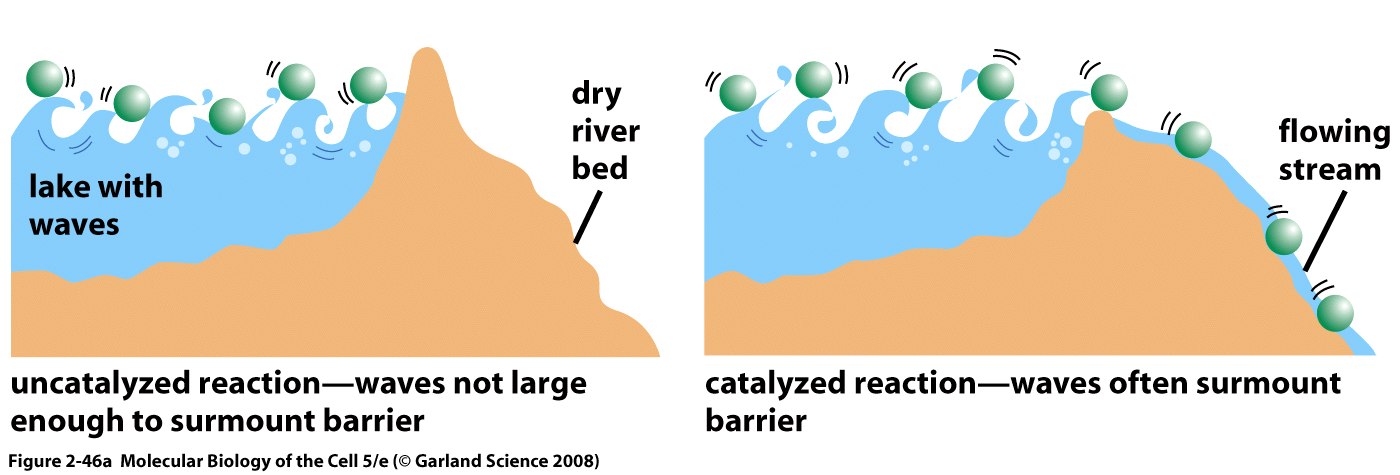 lake with
waves
dry
river
bed
uncatalyzed reaction—waves not large
enough to surmount barrier
flowing
stream
catalyzed reaction—waves often surmount
barrier
Figure 2-46a Molecular Biology of the Cell 5/e (© Garland Science 2008)